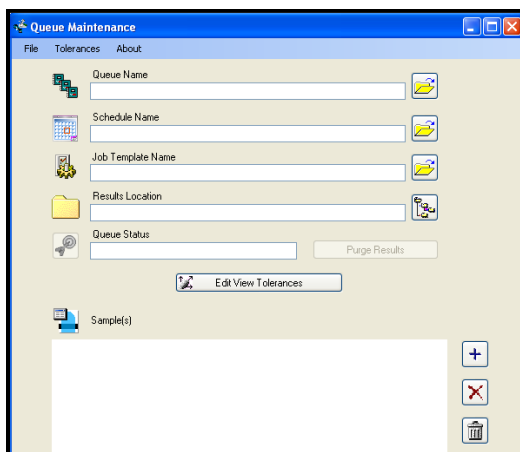 Queue Maintenance
File Tolerances About
Queue Name
Schedule Name
Job Template Name
Results Location
Queue Status
Purge Results
Edit View Tolerances
Sample(s)